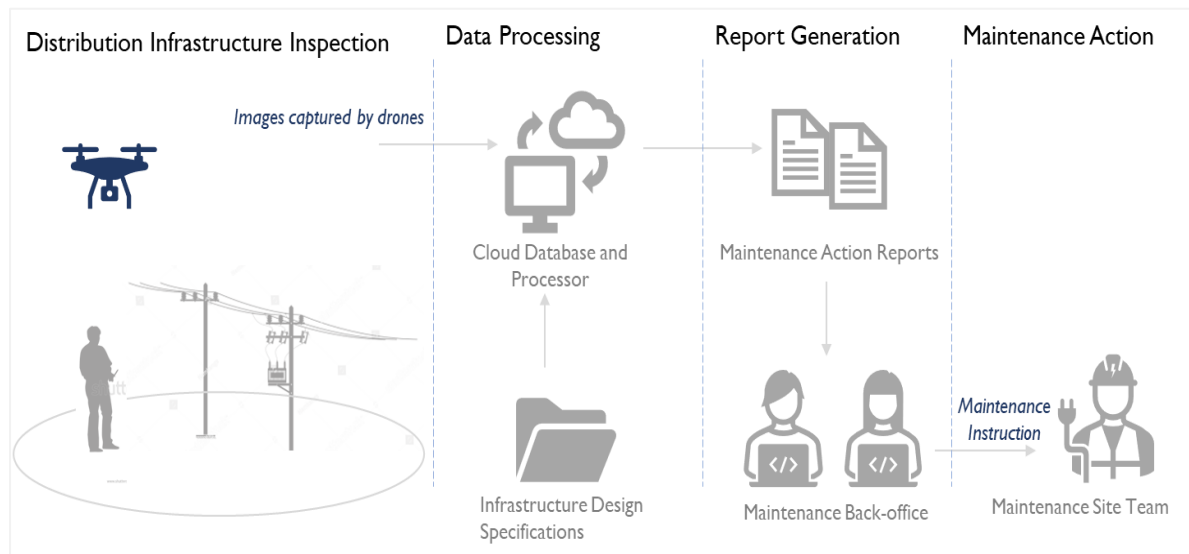 Distribution Infrastructure Inspection
Data Processing
Report Generation
Maintenance Action
Images captured by drones
Cloud Database and
Processor
Maintenance Action Reports
Infrastructure Design
Specifications
</>
</>
Maintenance Back-office
Maintenance
Instruction
Maintenance Site Team